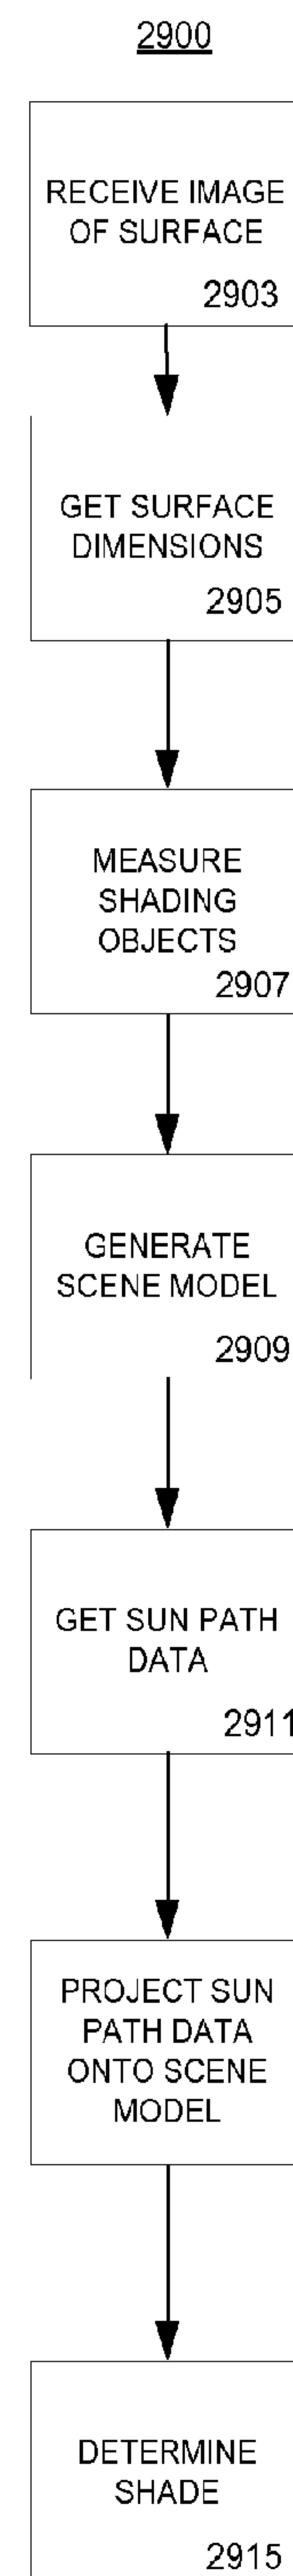 2900
RECEIVE IMAGE
OF SURFACE
2903
GET SURFACE
DIMENSIONS
2905
MEASURE
SHADING
OBJECTS
2907
GENERATE
SCENE MODEL
2909
GET SUN PATH
DATA
2911
PROJECT SUN
PATH DATA
ONTO SCENE
MODEL
DETERMINE
SHADE
2915